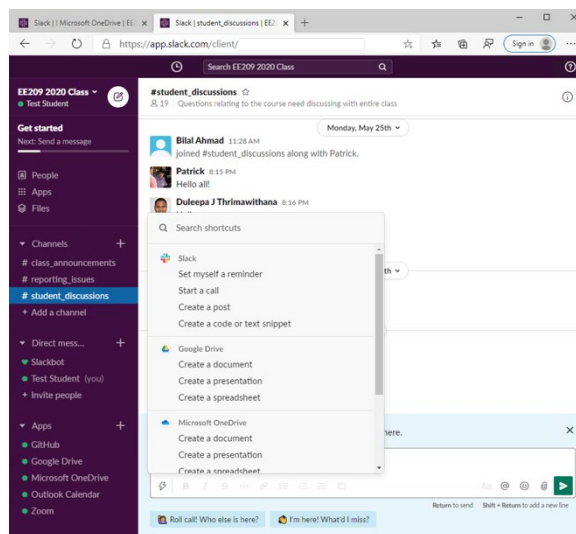 Slack | ! Microsoft OneDrive | EE
Slack | student_discussions | EE2
https://app.slack.com/client/
Sign in
Search EE209 2020 Class
EE209 2020 Class
Test Student
Get started
Next: Send a message
People
Apps
Files
Channels
# class_announcements
# reporting_issues
# student_discussions
+ Add a channel
Direct mess...
Slackbot
Test Student (you)
+ Invite people
Apps
GitHub
Google Drive
Microsoft OneDrive
Outlook Calendar
Zoom
#student_discussions
19 | Questions relating to the course need discussing with entire class
Monday, May 25th
Bilal Ahmad 11:28 AM
joined #student_discussions along with Patrick.
Patrick 8:15 PM
Hello all!
Duleepa J Thrimawithana 8:16 PM
Search shortcuts
Slack
Set myself a reminder
Start a call
Create a post
Create a code or text snippet
Google Drive
Create a document
Create a presentation
Create a spreadsheet
Microsoft OneDrive
Create a document
Create a presentation
Create a spreadsheet
th
here.
Aa @
Return to send Shift + Return to add a new line
Roll call! Who else is here?
I'm here! What'd I miss?